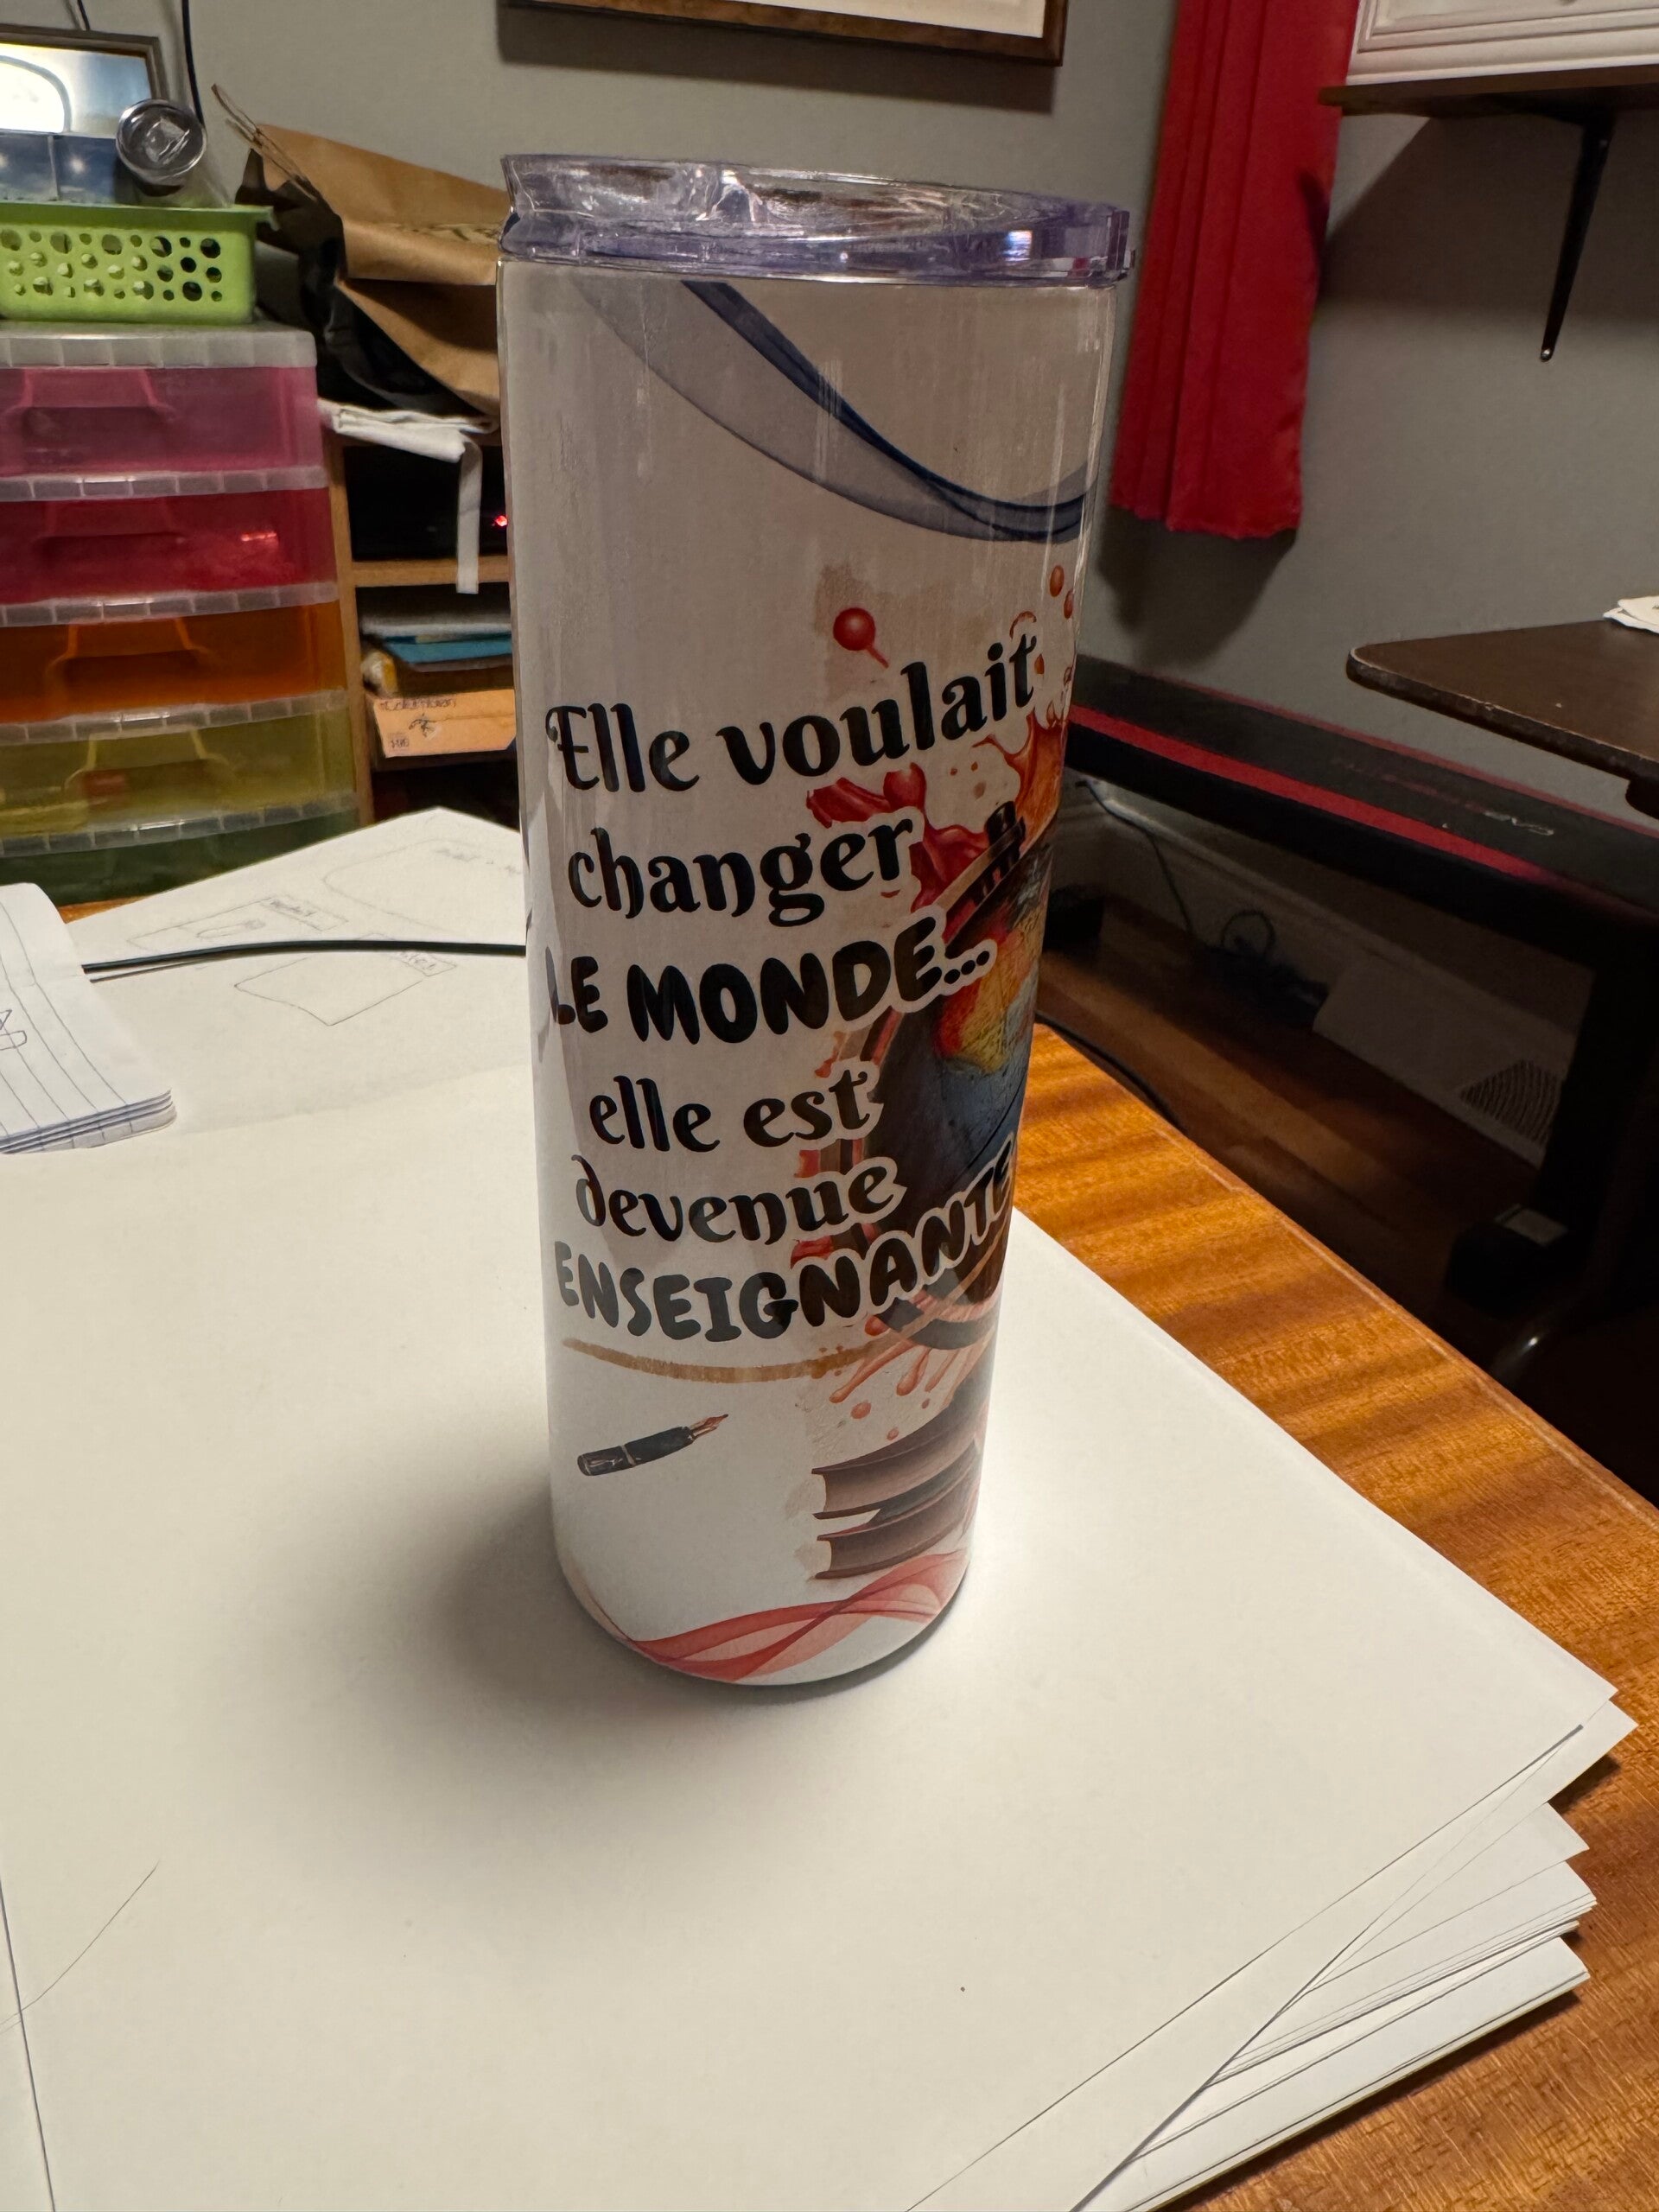 Elle voulait
changer
LE MONDE...
elle est
devenue
ENSEIGNANTE